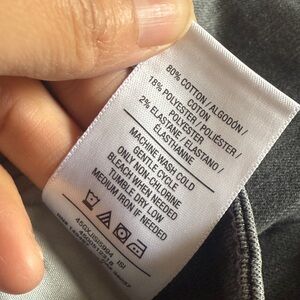 80% COTTON / ALGODÓN /
COTON
18% POLYESTER / POLIÉSTER /
POLYESTER
2% ELASTANE / ELASTANO /
ÉLASTHANNE
MACHINE WASH COLD
GENTLE CYCLE
ONLY NON-CHLORINE
BLEACH WHEN NEEDED
TUMBLE DRY LOW
MEDIUM IRON IF NEEDED